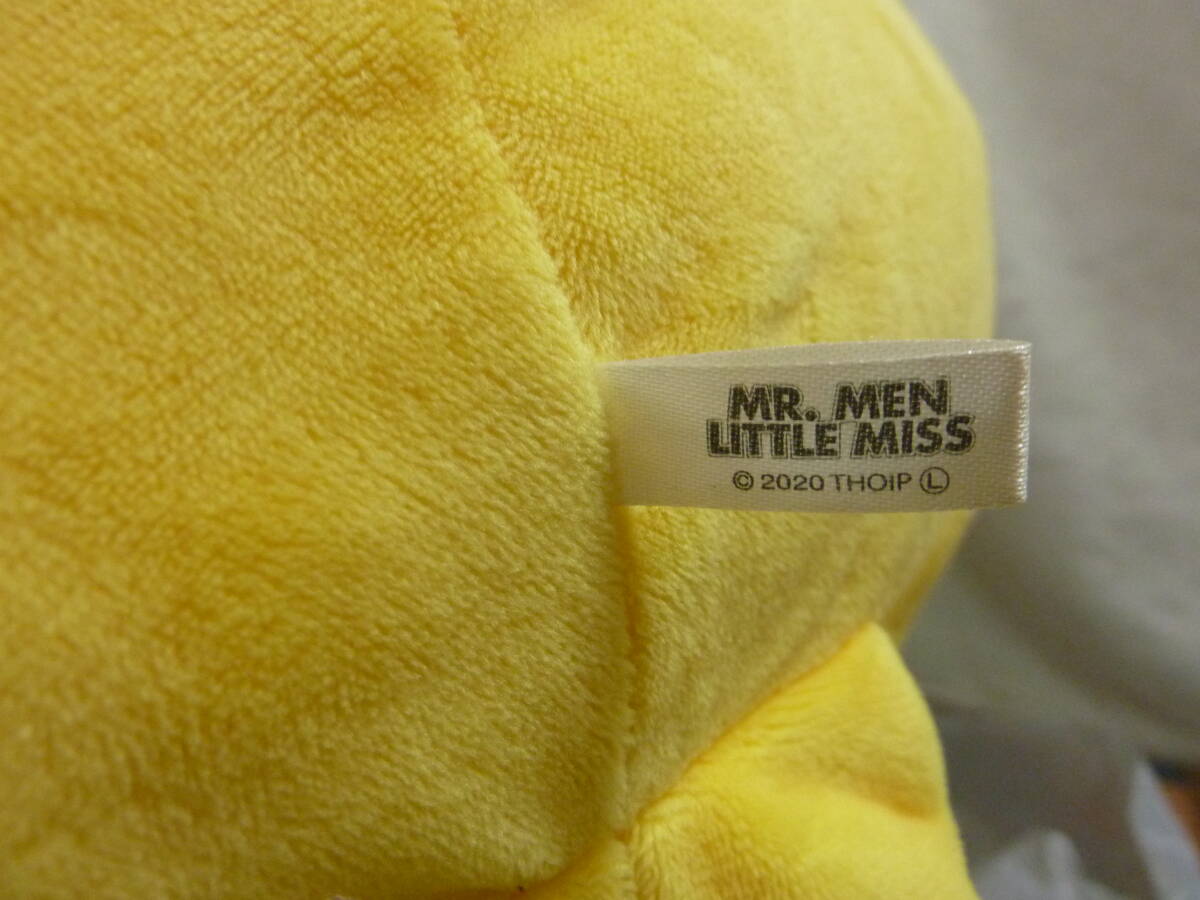 MR. MEN
LITTLE MISS
© 2020 THOIP Ⓛ